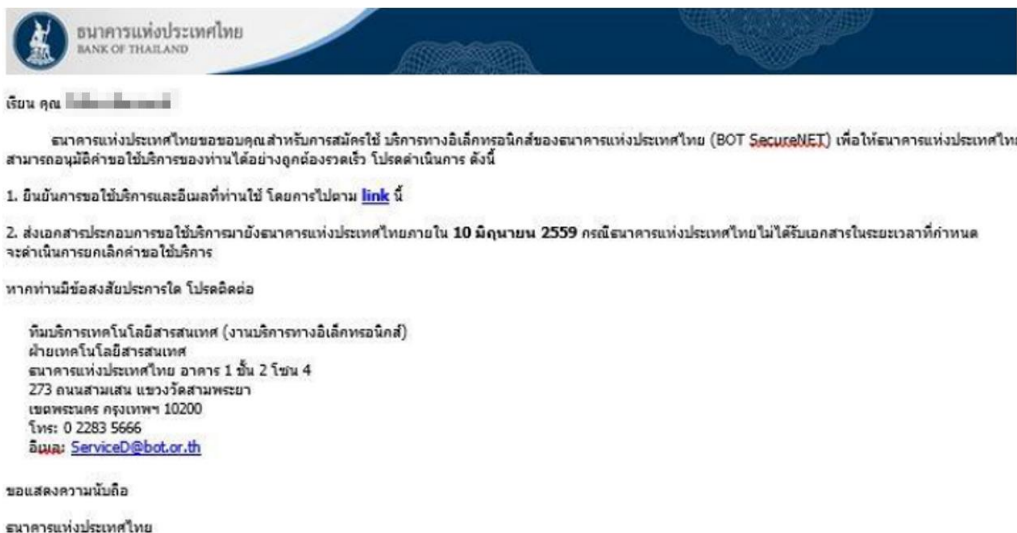 ธนาคารแห่งประเทศไทย
BANK OF THAILAND
เรียน คุณ
ธนาคารแห่งประเทศไทยขอขอบคุณสำหรับการสมัครใช้ บริการทางอิเล็กทรอนิกส์ของธนาคารแห่งประเทศไทย (BOT SecureNET) เพื่อให้ธนาคารแห่งประเทศไทย
สามารถอนุมัติคำขอใช้บริการของท่านได้อย่างถูกต้องรวดเร็ว โปรดดำเนินการ ดังนี้
1. ยืนยันการขอใช้บริการและอีเมลที่ท่านใช้ โดยการไปตาม link นี้
2. ส่งเอกสารประกอบการขอใช้บริการมายังธนาคารแห่งประเทศไทยภายใน 10 มิถุนายน 2559 กรณีธนาคารแห่งประเทศไทยไม่ได้รับเอกสารในระยะเวลาที่กำหนด
จะดำเนินการยกเลิกคำขอใช้บริการ
หากท่านมีข้อสงสัยประการใด โปรดติดต่อ
ทีมบริการเทคโนโลยีสารสนเทศ (งานบริการทางอิเล็กทรอนิกส์)
ฝ่ายเทคโนโลยีสารสนเทศ
ธนาคารแห่งประเทศไทย อาคาร 1 ชั้น 2 โซน 4
273 ถนนสามเสน แขวงวัดสามพระยา
เขตพระนคร กรุงเทพฯ 10200
โทร: 0 2283 5666
อีเมล: ServiceD@bot.or.th
ขอแสดงความนับถือ
ธนาคารแห่งประเทศไทย